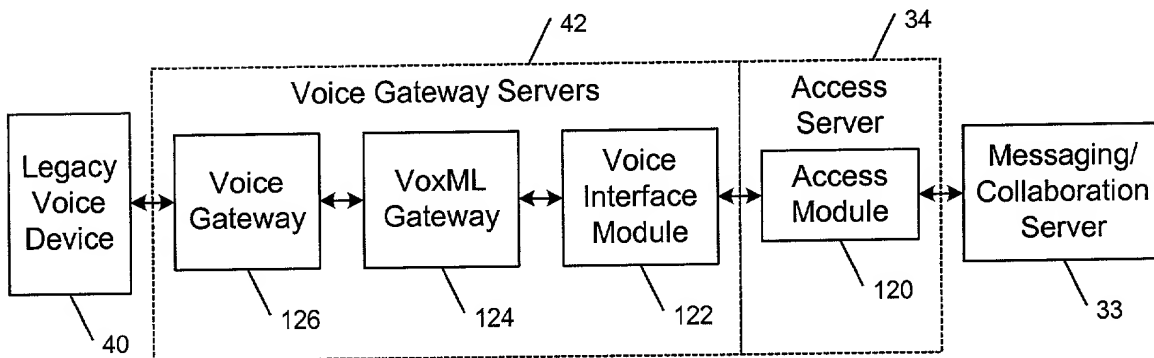 42
34
Voice Gateway Servers
Access
Server
Legacy
Voice
Device
Voice
Gateway
VoxML
Gateway
Voice
Interface
Module
Access
Module
Messaging/
Collaboration
Server
40
126
124
122
120
33